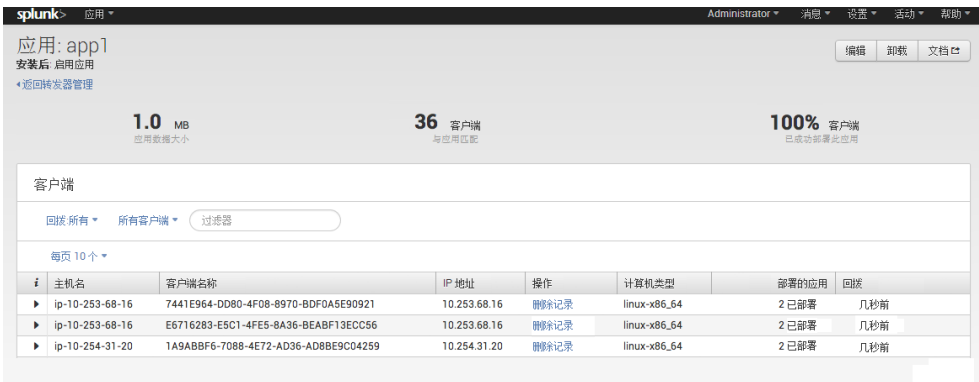 splunk> 应用 Administrator 消息 设置 活动 帮助
应用: app1
编辑 卸载 文档
安装后: 启用应用
返回转发器管理
1.0 MB 36 客户端 100% 客户端
应用数据大小 与应用匹配 已成功部署此应用
客户端
回拨:所有 所有客户端 过滤器
每页 10 个
i 主机名 客户端名称 IP 地址 操作 计算机类型 部署的应用 回拨
ip-10-253-68-16 7441E964-DD80-4F08-8970-BDF0A5E90921 10.253.68.16 删除记录 linux-x86_64 2 已部署 几秒前
ip-10-253-68-16 E6716283-E5C1-4FE5-8A36-BEABF13ECC56 10.253.68.16 删除记录 linux-x86_64 2 已部署 几秒前
ip-10-254-31-20 1A9ABBF6-7088-4E72-AD36-AD8BE9C04259 10.254.31.20 删除记录 linux-x86_64 2 已部署 几秒前